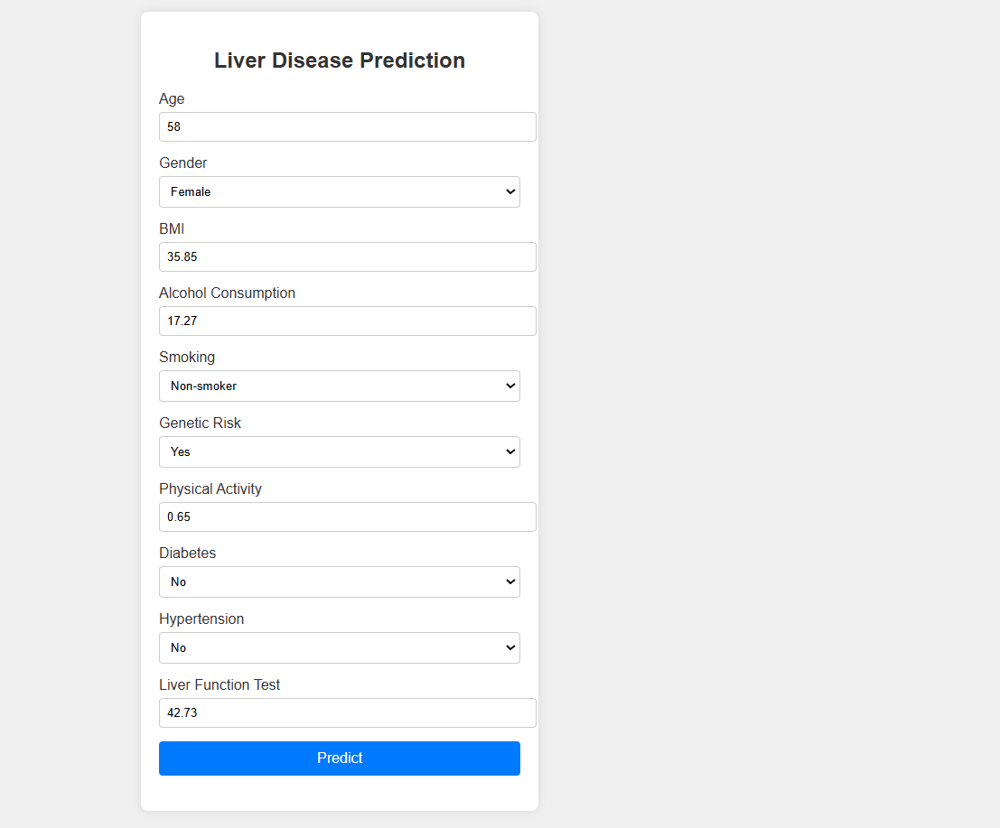 Liver Disease Prediction
Age
58
Gender
Female
BMI
35.85
Alcohol Consumption
17.27
Smoking
Non-smoker
Genetic Risk
Yes
Physical Activity
0.65
Diabetes
No
Hypertension
No
Liver Function Test
42.73
Predict